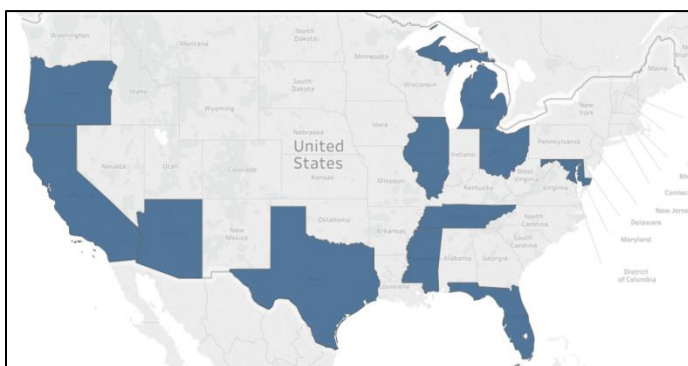 Washington
Montana
North
Dakota
Minnesota
Maine
Idaho
South
Dakota
Wisconsin
Wyoming
New
York
Nebraska
Iowa
Pennsylvania
Indiana
Nevada
Utah
Colorado
United
States
Kansas
Missouri
West
Virginia
Virginia
Kentucky
Connec
New Jerse
Delaware
Maryland
District
of Columbia
Oklahoma
Arkansas
North
Carolina
South
Carolina
New
Mexico
Alabama
Georgia
Louisiana